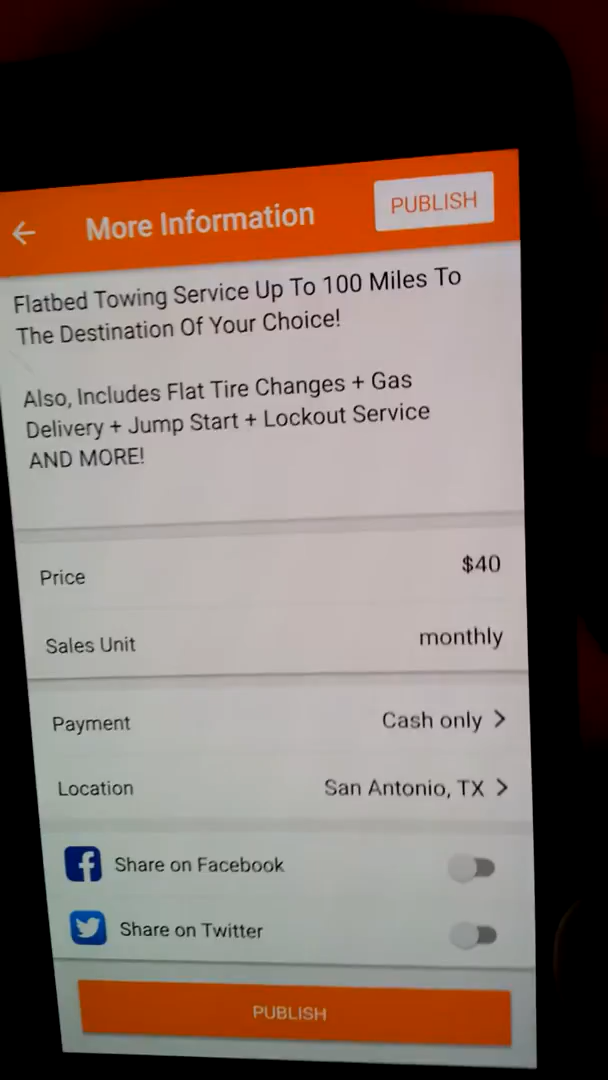 More Information
PUBLISH
Flatbed Towing Service Up To 100 Miles To
The Destination Of Your Choice!
Also, Includes Flat Tire Changes + Gas
Delivery + Jump Start + Lockout Service
AND MORE!
Price $40
Sales Unit monthly
Payment Cash only
Location San Antonio, TX
Share on Facebook
Share on Twitter
PUBLISH